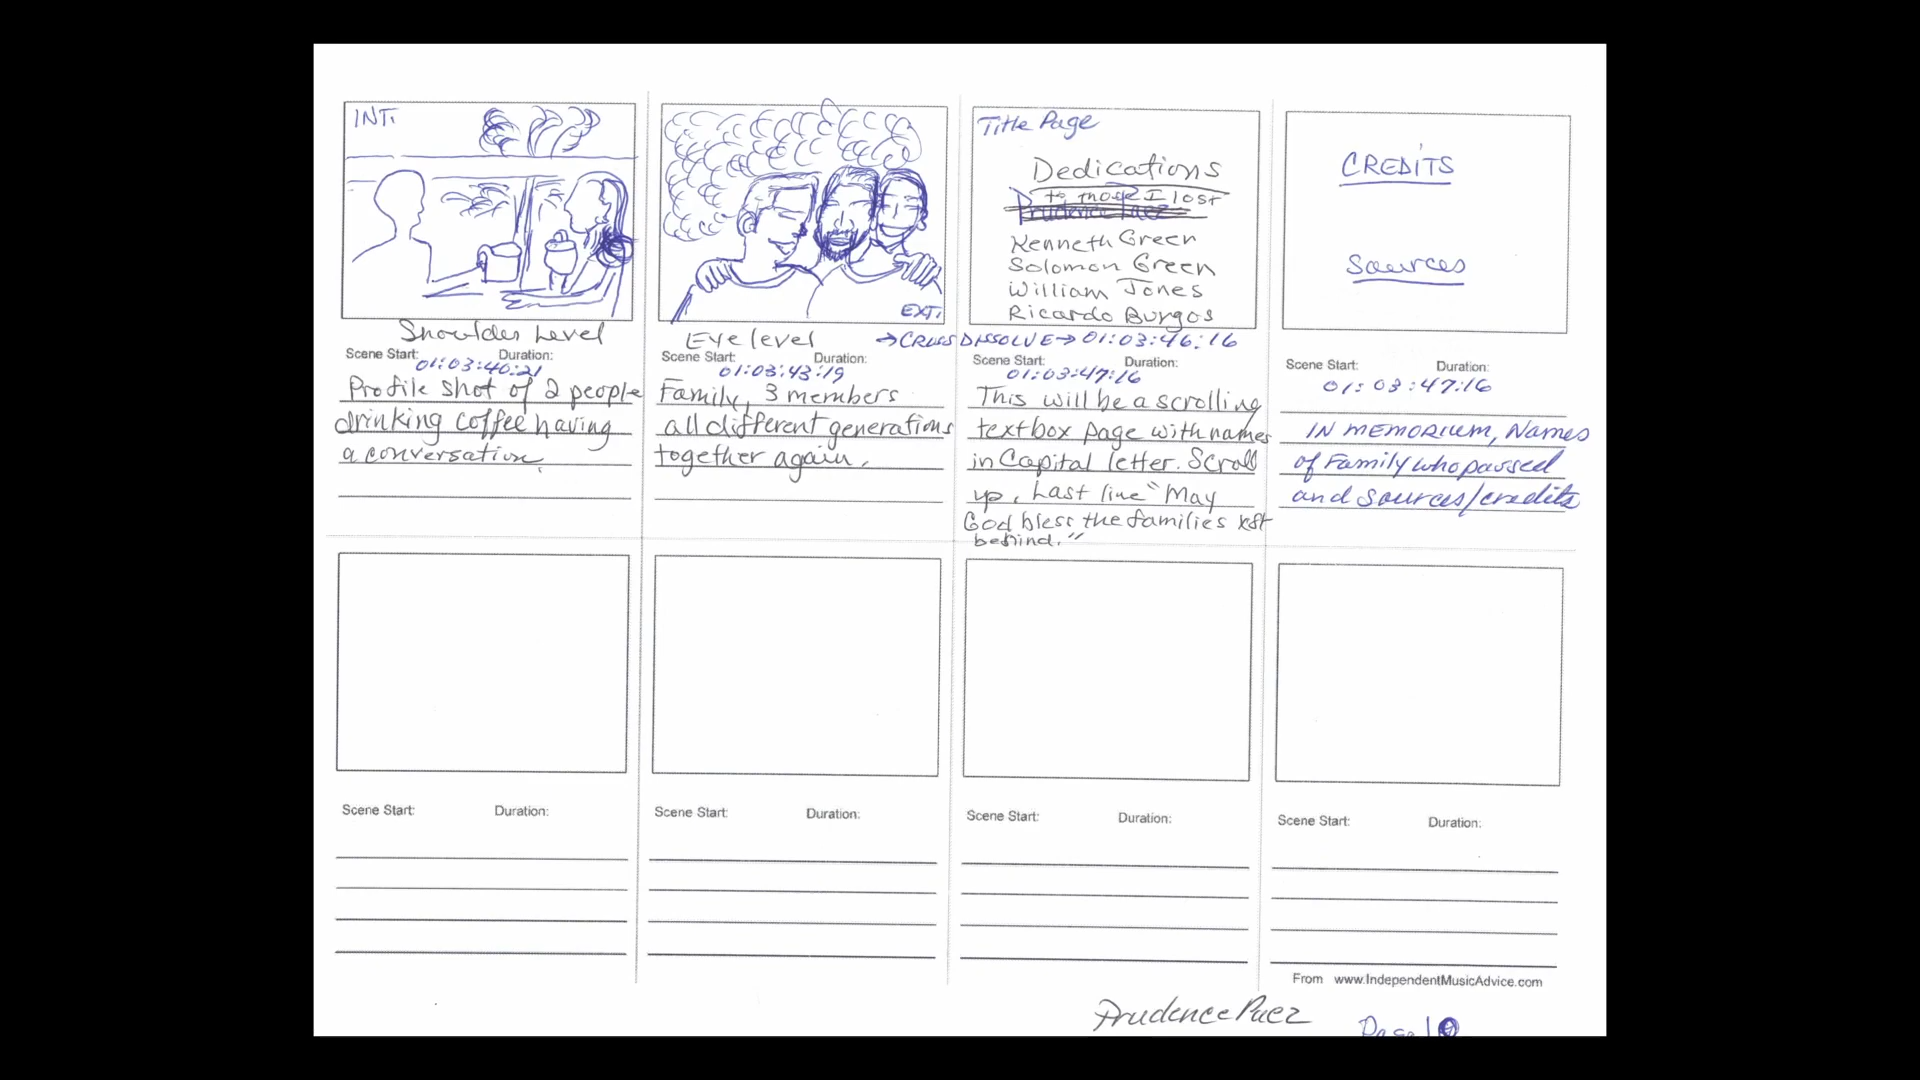 INT.
Shoulder Level
Scene Start: Duration:
01:03:40:21
Profile shot of 2 people
drinking coffee having
a conversation.
EXT.
Eye level
Scene Start: Duration:
01:03:43:19
Family, 3 members
all different generations
together again.
→CROSS DISSOLVE→ 01:03:46:16
Title Page
Dedications
to those I lost
Prudence Paez
Kenneth Green
Solomon Green
William Jones
Ricardo Burgos
Scene Start: Duration:
01:03:47:16
This will be a scrolling
textbox page with names
in Capital letter. Scroll
up. Last line "May
God bless the families left
behind."
CREDITS
Sources
Scene Start: Duration:
01:03:47:16
IN MEMORIUM, Names
of Family who passed
and sources/credits
Scene Start: Duration:
Scene Start: Duration:
Scene Start: Duration:
Scene Start: Duration:
From www.IndependentMusicAdvice.com
Prudence Paez